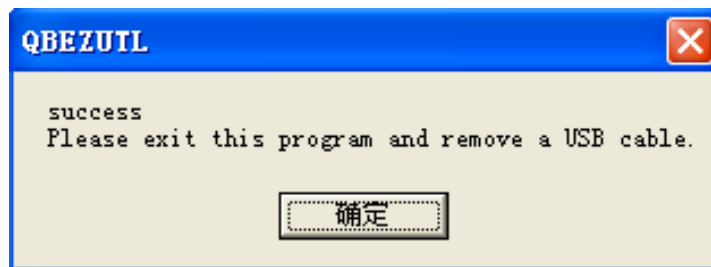 QBEZUTL
success
Please exit this program and remove a USB cable.
确定